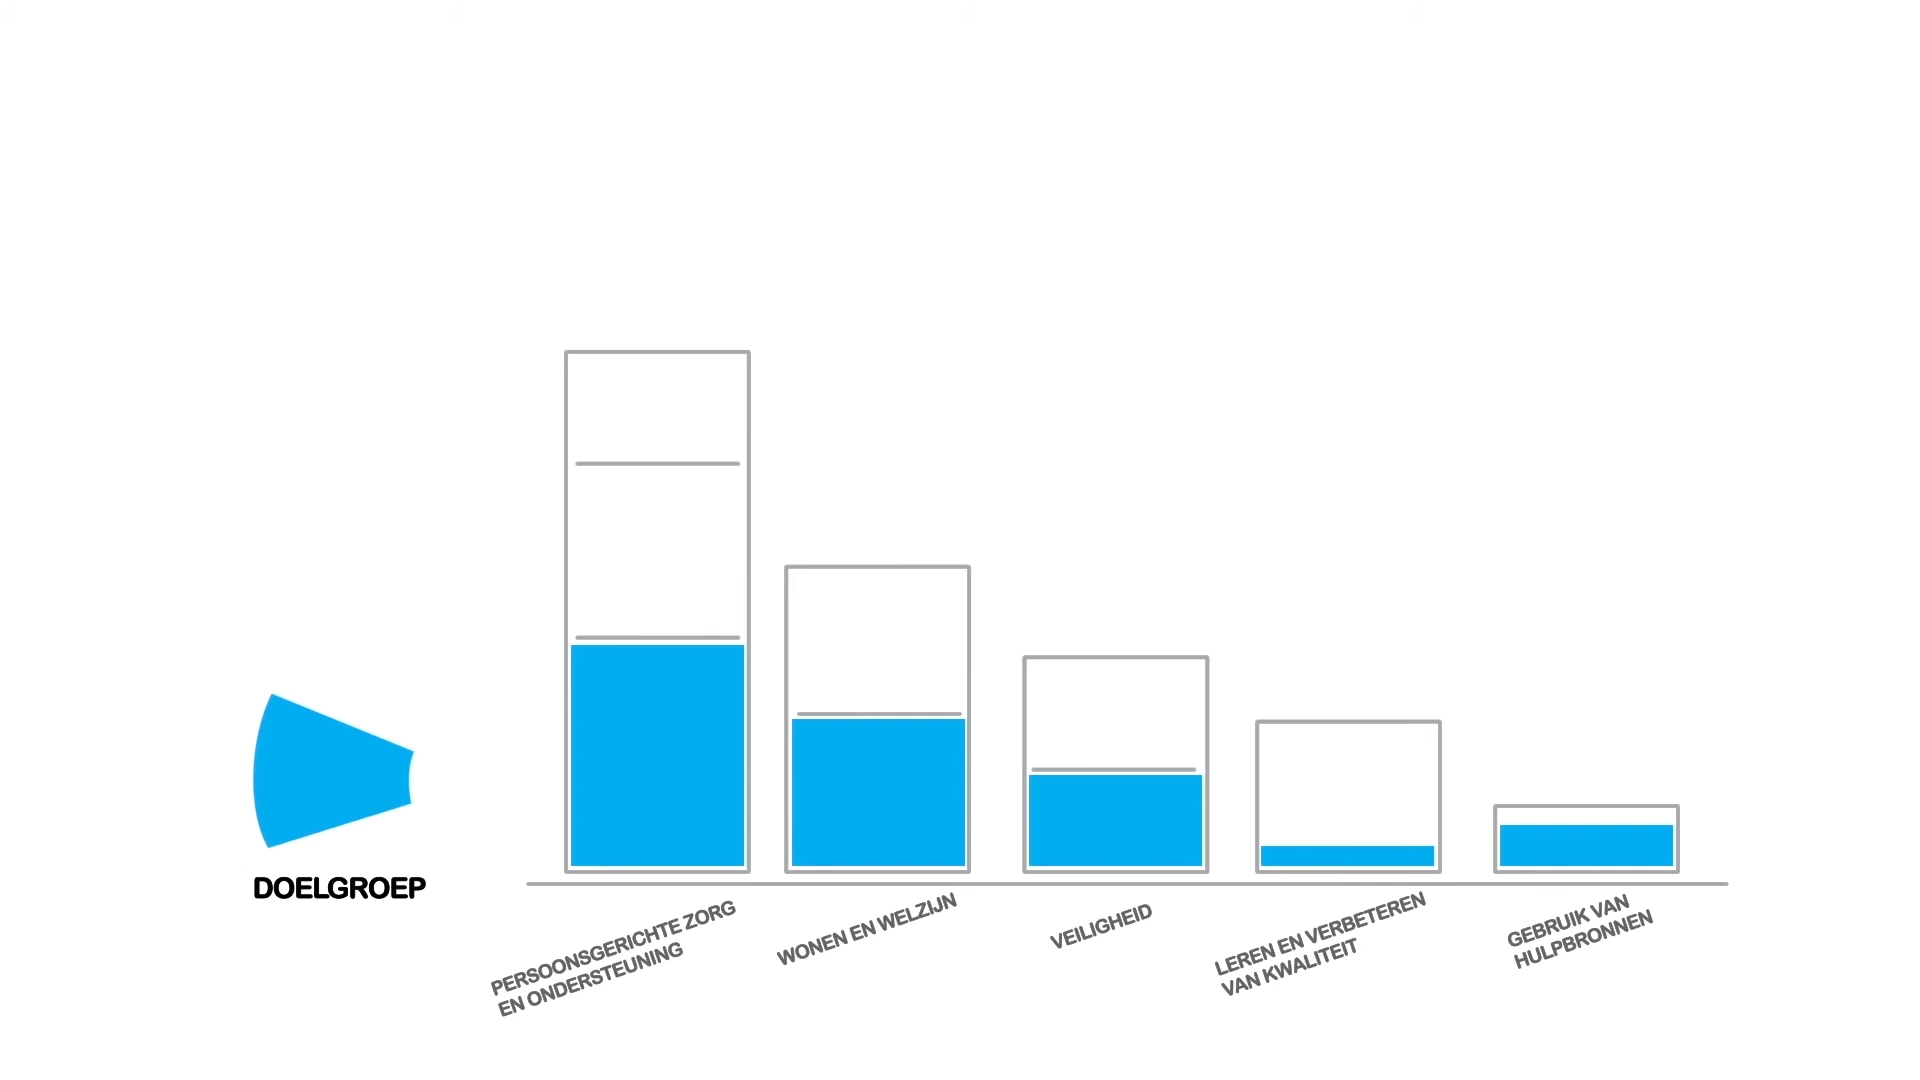 DOELGROEP
PERSOONSGERICHTE ZORG
EN ONDERSTEUNING
WONEN EN WELZIJN
VEILIGHEID
LEREN EN VERBETEREN
VAN KWALITEIT
GEBRUIK VAN
HULPBRONNEN